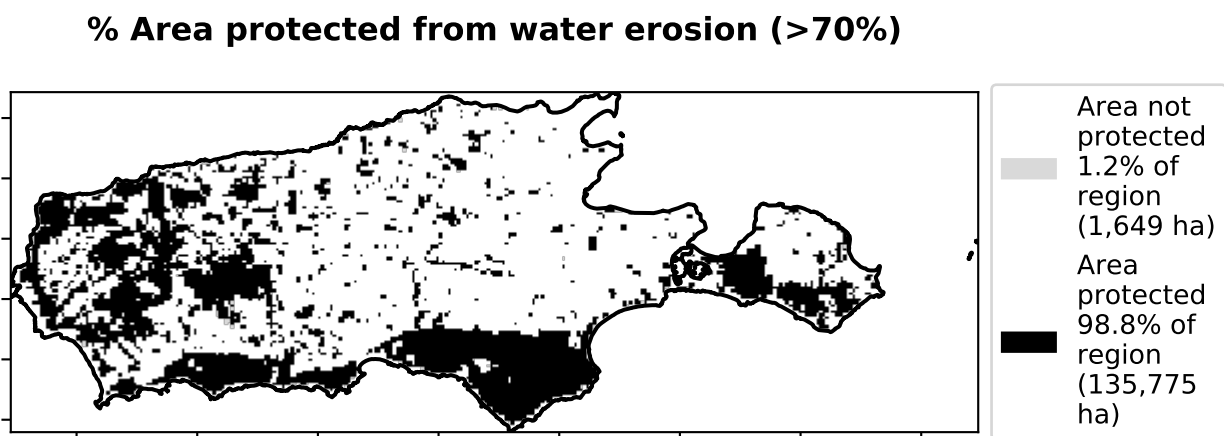 % Area protected from water erosion (>70%)
Area not
protected
1.2% of
region
(1,649 ha)
Area
protected
98.8% of
region
(135,775
ha)